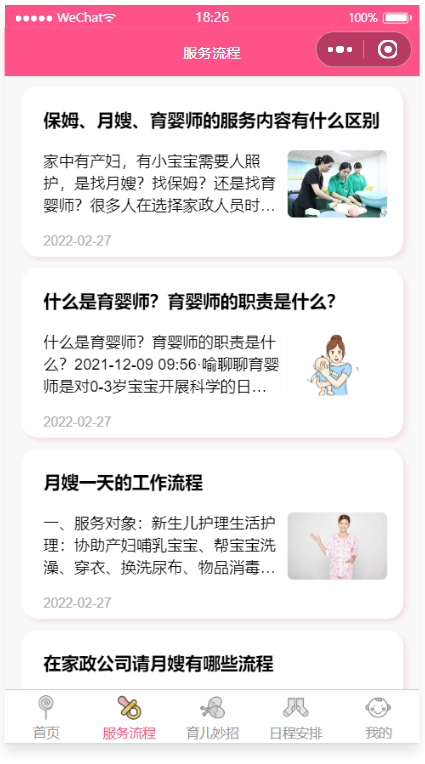 WeChat 18:26 100%
服务流程
保姆、月嫂、育婴师的服务内容有什么区别
家中有产妇，有小宝宝需要人照
护，是找月嫂？找保姆？还是找育
婴师？很多人在选择家政人员时…
2022-02-27
什么是育婴师？育婴师的职责是什么？
什么是育婴师？育婴师的职责是什
么？2021-12-09 09:56·喻聊聊育婴
师是对0-3岁宝宝开展科学的日…
2022-02-27
月嫂一天的工作流程
一、服务对象：新生儿护理生活护
理：协助产妇哺乳宝宝、帮宝宝洗
澡、穿衣、换洗尿布、物品消毒…
2022-02-27
在家政公司请月嫂有哪些流程
首页 服务流程 育儿妙招 日程安排 我的